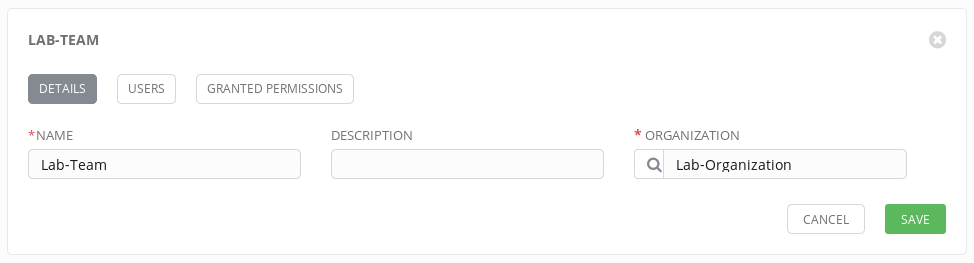 LAB-TEAM
DETAILS USERS GRANTED PERMISSIONS
*NAME DESCRIPTION * ORGANIZATION
Lab-Team Lab-Organization
CANCEL SAVE